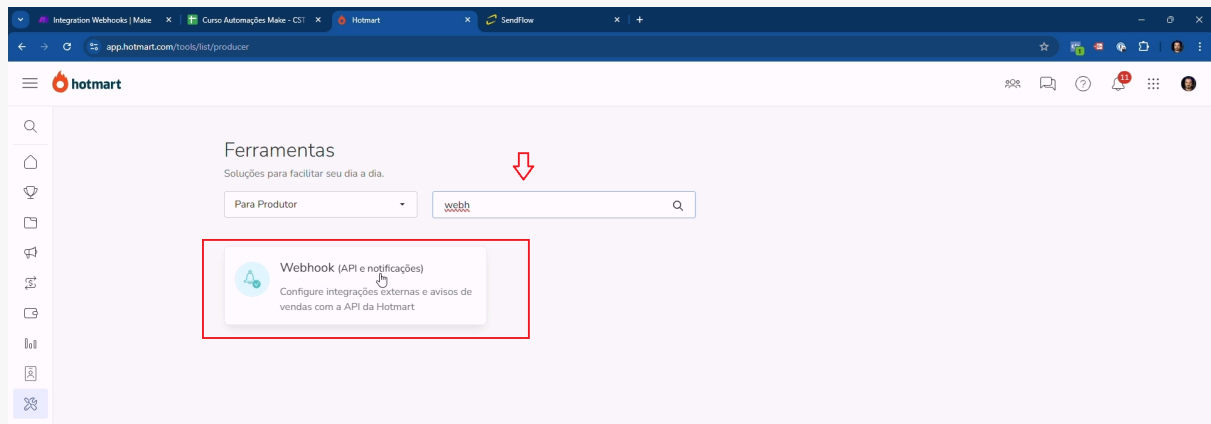 Integration Webhooks | Make
Curso Automações Make - CST
Hotmart
SendFlow
app.hotmart.com/tools/list/producer
1
hotmart
11
Ferramentas
Soluções para facilitar seu dia a dia.
Para Produtor
webh
Webhook (API e notificações)
Configure integrações externas e avisos de
vendas com a API da Hotmart